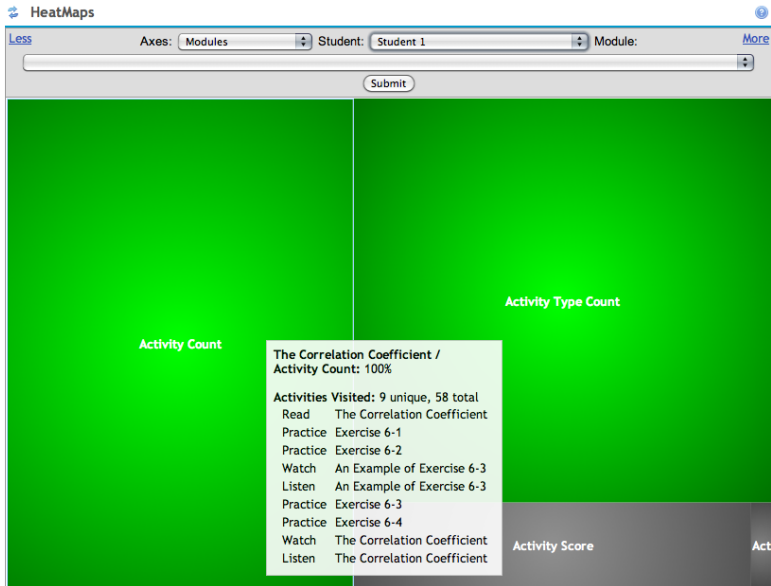 HeatMaps
Less Axes: Modules Student: Student 1 Module: More
Submit
Activity Type Count
Activity Count
The Correlation Coefficient /
Activity Count: 100%
Activities Visited: 9 unique, 58 total
Read The Correlation Coefficient
Practice Exercise 6-1
Practice Exercise 6-2
Watch An Example of Exercise 6-3
Listen An Example of Exercise 6-3
Practice Exercise 6-3
Practice Exercise 6-4
Watch The Correlation Coefficient
Listen The Correlation Coefficient
Activity Score
Act